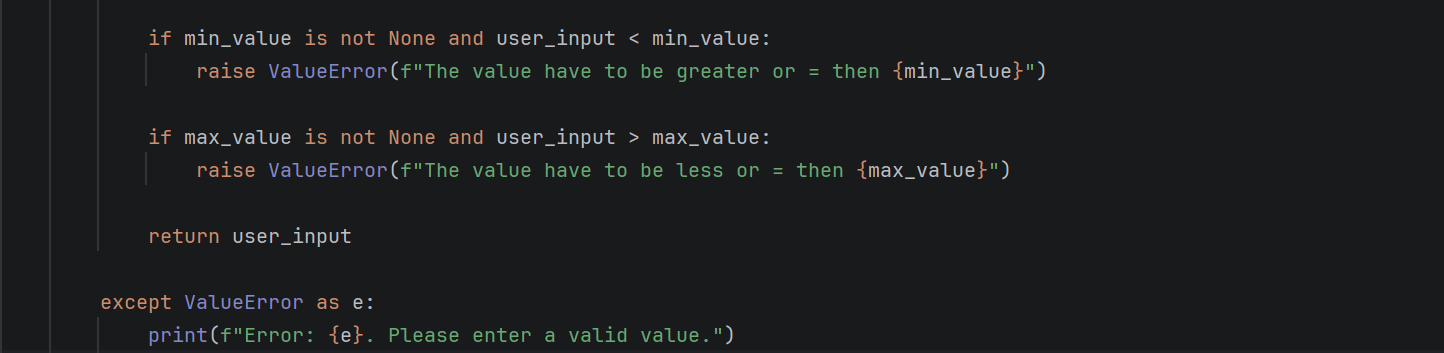 if min_value is not None and user_input < min_value:
raise ValueError(f"The value have to be greater or = then {min_value}")
if max_value is not None and user_input > max_value:
raise ValueError(f"The value have to be less or = then {max_value}")
return user_input
except ValueError as e:
print(f"Error: {e}. Please enter a valid value.")